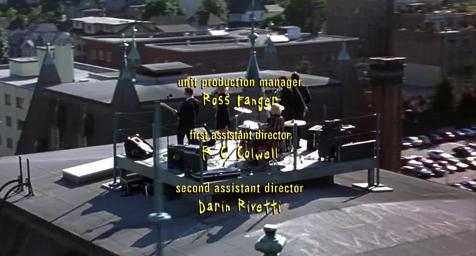 unit production manager
Ross Fanger
first assistant director
F C Colwell
second assistant director
Darin Rivetti